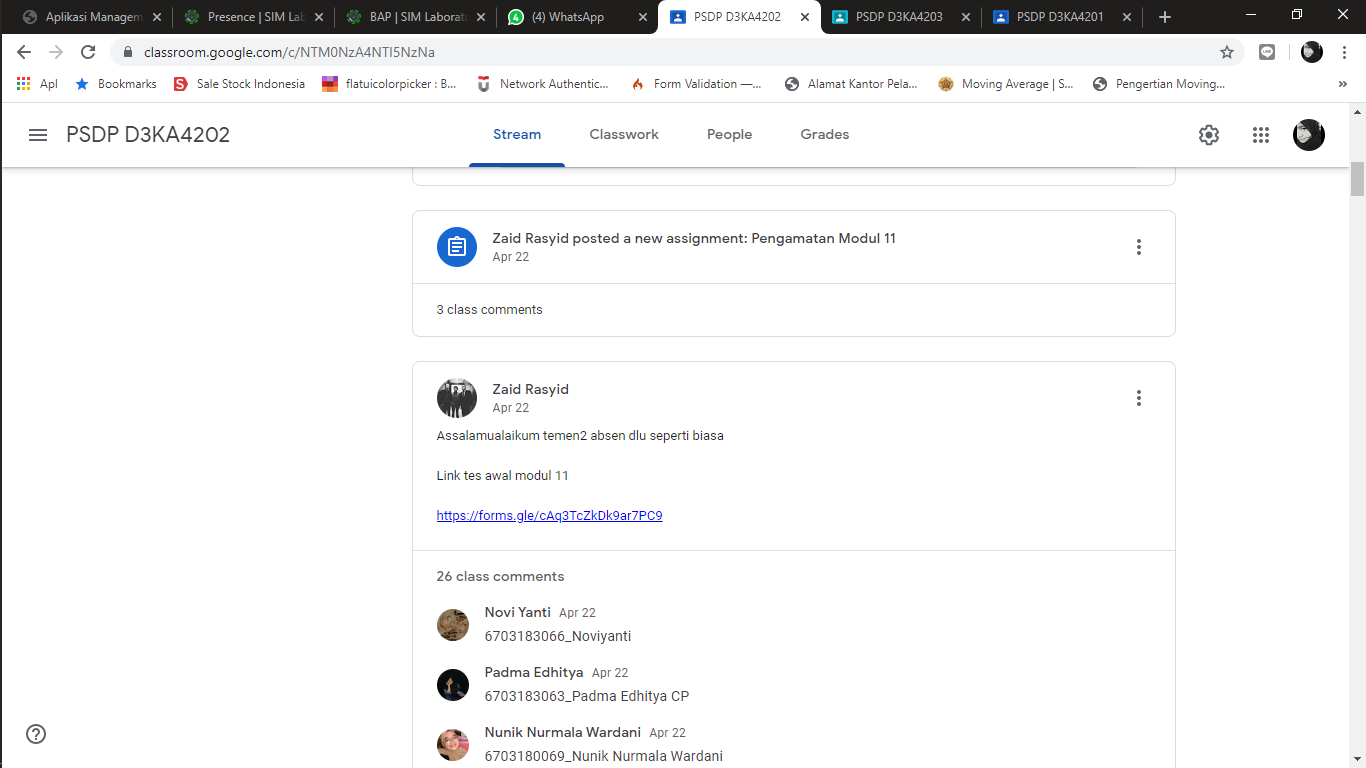 Aplikasi Managem
Presence | SIM Lab
BAP | SIM Laborat
(4) WhatsApp
PSDP D3KA4202
PSDP D3KA4203
PSDP D3KA4201
classroom.google.com/c/NTM0NzA4NTI5NzNa
Apl
Bookmarks
Sale Stock Indonesia
flatuicolorpicker : B...
Network Authentic...
Form Validation —...
Alamat Kantor Pela...
Moving Average | S...
Pengertian Moving...
PSDP D3KA4202
Stream
Classwork
People
Grades
Zaid Rasyid posted a new assignment: Pengamatan Modul 11
Apr 22
3 class comments
Zaid Rasyid
Apr 22
Assalamualaikum temen2 absen dlu seperti biasa
Link tes awal modul 11
https://forms.gle/cAq3TcZkDk9ar7PC9
26 class comments
Novi Yanti Apr 22
6703183066_Noviyanti
Padma Edhitya Apr 22
6703183063_Padma Edhitya CP
Nunik Nurmala Wardani Apr 22
6703180069_Nunik Nurmala Wardani